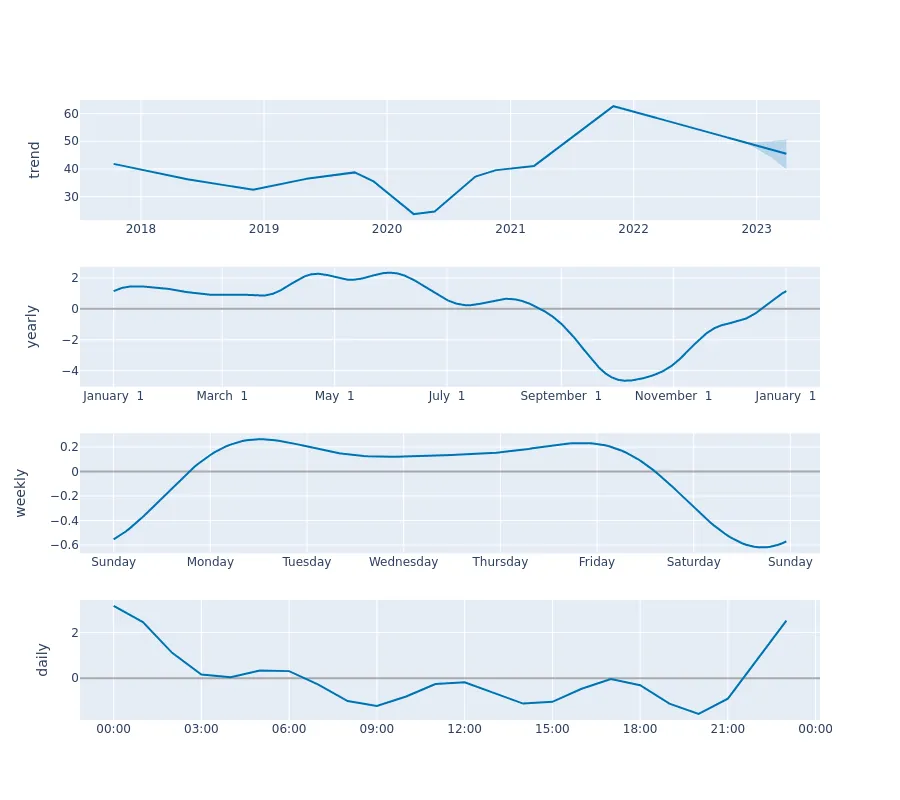 trend
60
50
40
30
2018 2019 2020 2021 2022 2023
yearly
2
0
−2
−4
January 1 March 1 May 1 July 1 September 1 November 1 January 1
weekly
0.2
0
−0.2
−0.4
−0.6
Sunday Monday Tuesday Wednesday Thursday Friday Saturday Sunday
daily
2
0
00:00 03:00 06:00 09:00 12:00 15:00 18:00 21:00 00:00